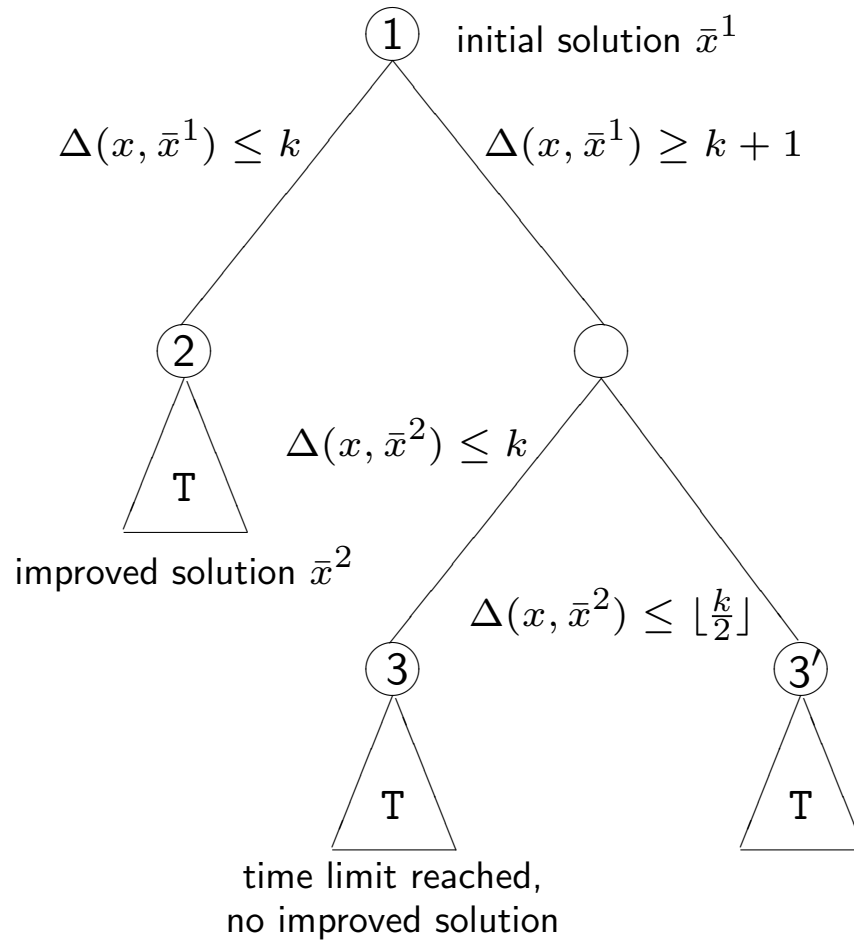 1 initial solution x̄¹
Δ(x, x̄¹) ≤ k
Δ(x, x̄¹) ≥ k + 1
2
Δ(x, x̄²) ≤ k
T
improved solution x̄²
Δ(x, x̄²) ≤ ⌊k/2⌋
3
3′
T
T
time limit reached,
no improved solution